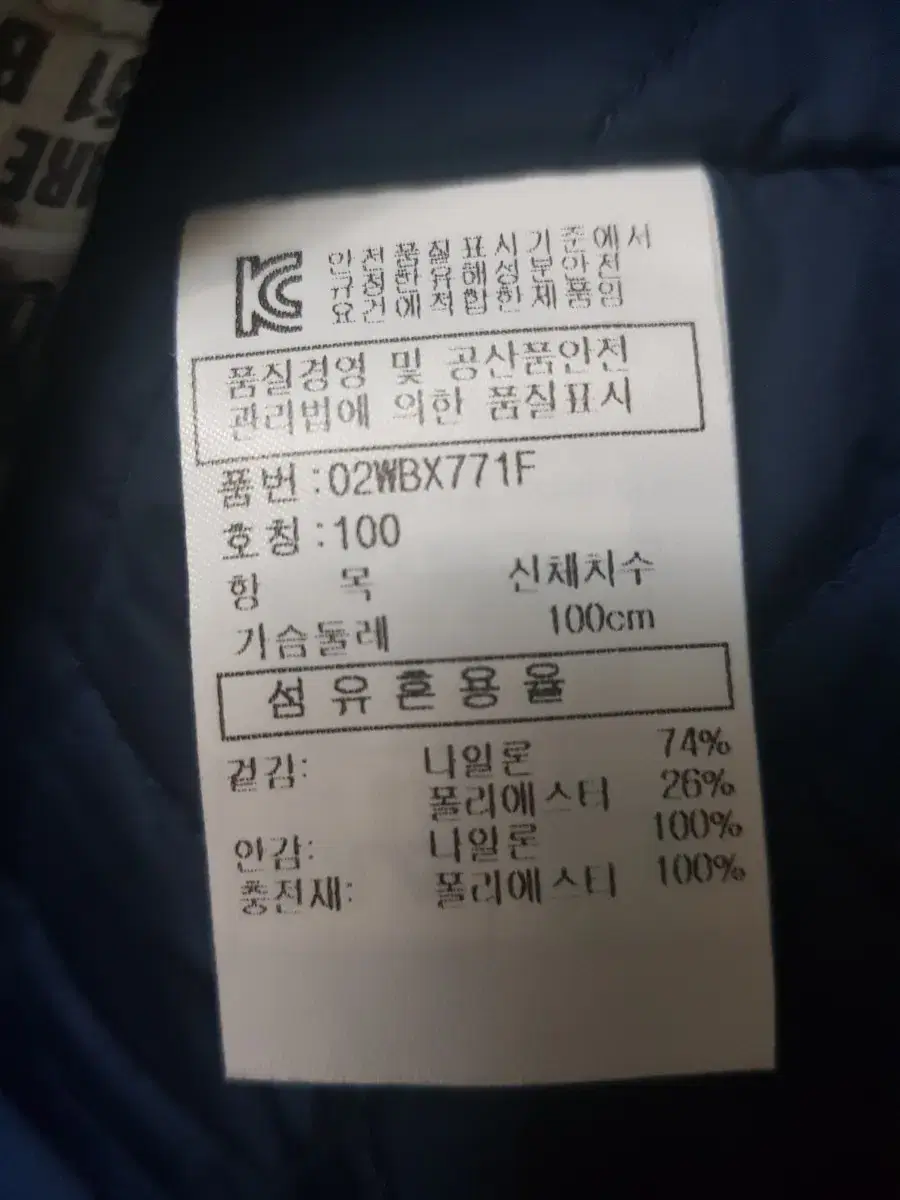 안전품질표시기준에서
규정한유해성분안전
요건에적합한제품임
품질경영 및 공산품안전
관리법에 의한 품질표시
품번:02WBX771F
호칭:100
항 목 신체치수
가슴둘레 100cm
섬유혼용율
겉감: 나일론 74%
폴리에스터 26%
안감: 나일론 100%
충전재: 폴리에스터 100%